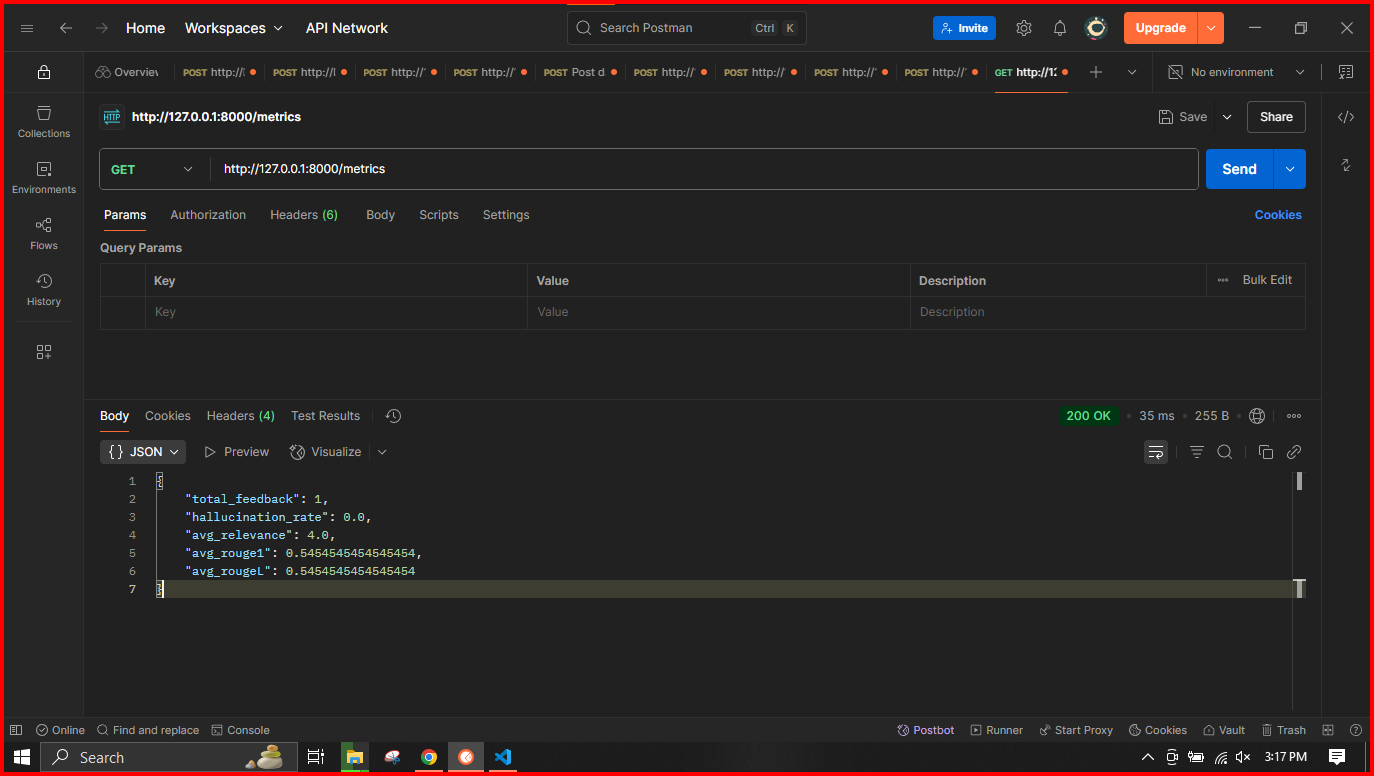 Home Workspaces API Network Search Postman Ctrl K Invite Upgrade
Overview POST http://l POST http://l POST http://' POST http://' POST Post d POST http://' POST http://' POST http://' POST http://' GET http://12 No environment
HTTP http://127.0.0.1:8000/metrics Save Share
GET http://127.0.0.1:8000/metrics Send
Params Authorization Headers (6) Body Scripts Settings Cookies
Query Params
Key Value Description Bulk Edit
Key Value Description
Collections
Environments
Flows
History
Body Cookies Headers (4) Test Results 200 OK 35 ms 255 B
{} JSON Preview Visualize
1 {
2 "total_feedback": 1,
3 "hallucination_rate": 0.0,
4 "avg_relevance": 4.0,
5 "avg_rouge1": 0.5454545454545454,
6 "avg_rougeL": 0.5454545454545454
7 }
Online Find and replace Console Postbot Runner Start Proxy Cookies Vault Trash
Search 3:17 PM